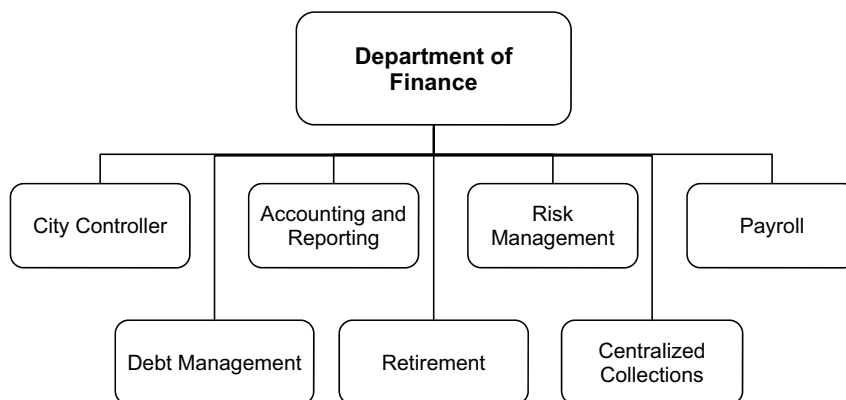 Department of
Finance
City Controller
Accounting and
Reporting
Risk
Management
Payroll
Debt Management
Retirement
Centralized
Collections